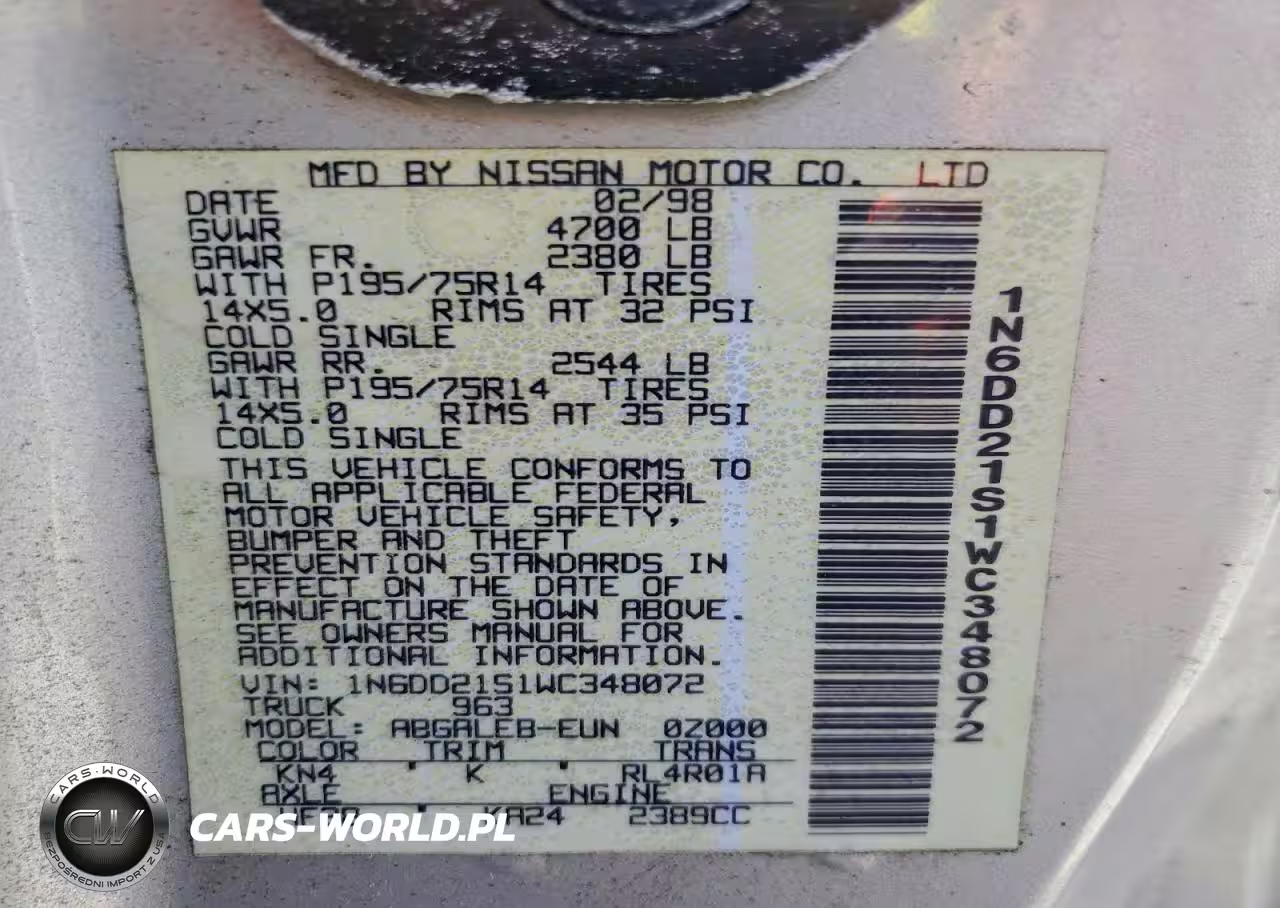 MFD BY NISSAN MOTOR CO. LTD
DATE 02/98
GVWR 4700 LB
GAWR FR. 2380 LB
WITH P195/75R14 TIRES
14X5.0 RIMS AT 32 PSI
COLD SINGLE
GAWR RR. 2544 LB
WITH P195/75R14 TIRES
14X5.0 RIMS AT 35 PSI
COLD SINGLE
THIS VEHICLE CONFORMS TO
ALL APPLICABLE FEDERAL
MOTOR VEHICLE SAFETY,
BUMPER AND THEFT
PREVENTION STANDARDS IN
EFFECT ON THE DATE OF
MANUFACTURE SHOWN ABOVE.
SEE OWNERS MANUAL FOR
ADDITIONAL INFORMATION.
VIN: 1N6DD21S1WC348072
TRUCK 963
MODEL: ABGALEB-EUN 0Z000
COLOR TRIM TRANS
KN4 K RL4R01A
AXLE ENGINE
KA24 2389CC
1N6DD21S1WC348072
CARS-WORLD
CW
BEZPOŚREDNI IMPORT Z USA
CARS-WORLD.PL